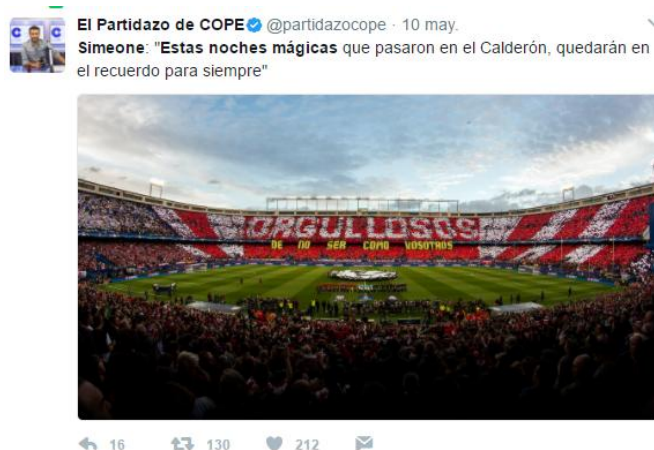 El Partidazo de COPE @partidazocope · 10 may.
Simeone: "Estas noches mágicas que pasaron en el Calderón, quedarán en
el recuerdo para siempre"
ORGULLOSOS
DE NO SER COMO VOSOTROS
16 130 212